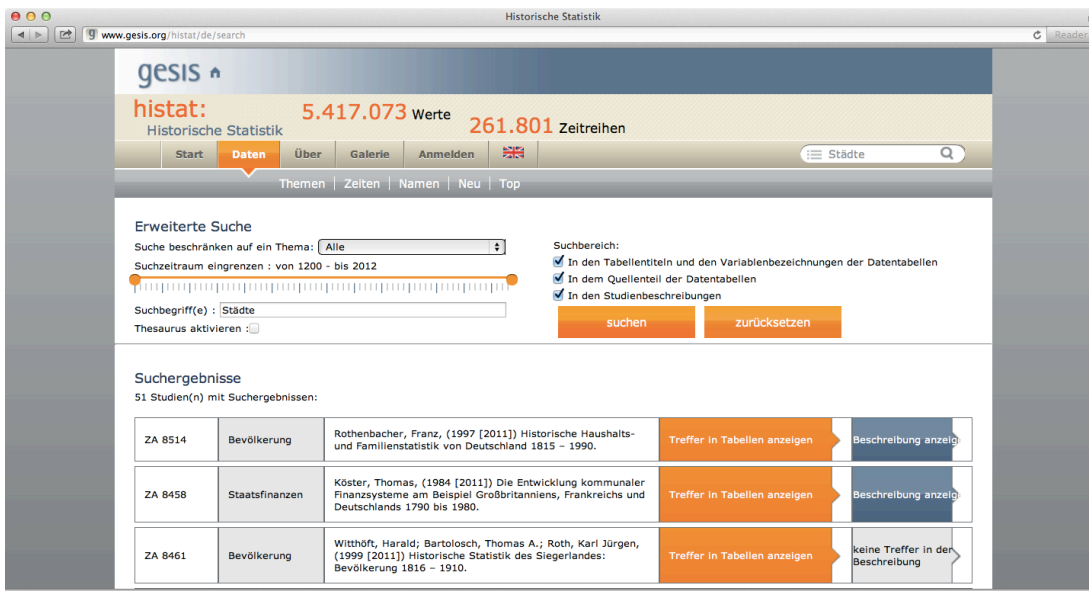 Historische Statistik
www.gesis.org/histat/de/search
Reader
gesis
histat:
Historische Statistik
5.417.073 Werte
261.801 Zeitreihen
Start Daten Über Galerie Anmelden
Städte
Themen | Zeiten | Namen | Neu | Top
Erweiterte Suche
Suche beschränken auf ein Thema: Alle
Suchzeitraum eingrenzen : von 1200 - bis 2012
Suchbegriff(e) : Städte
Thesaurus aktivieren :
Suchbereich:
In den Tabellentiteln und den Variablenbezeichnungen der Datentabellen
In dem Quellenteil der Datentabellen
In den Studienbeschreibungen
suchen
zurücksetzen
Suchergebnisse
51 Studien(n) mit Suchergebnissen:
ZA 8514
Bevölkerung
Rothenbacher, Franz, (1997 [2011]) Historische Haushalts-
und Familienstatistik von Deutschland 1815 – 1990.
Treffer in Tabellen anzeigen
Beschreibung anzeig
ZA 8458
Staatsfinanzen
Köster, Thomas, (1984 [2011]) Die Entwicklung kommunaler
Finanzsysteme am Beispiel Großbritanniens, Frankreichs und
Deutschlands 1790 bis 1980.
Treffer in Tabellen anzeigen
Beschreibung anzeig
ZA 8461
Bevölkerung
Witthöft, Harald; Bartolosch, Thomas A.; Roth, Karl Jürgen,
(1999 [2011]) Historische Statistik des Siegerlandes:
Bevölkerung 1816 – 1910.
Treffer in Tabellen anzeigen
keine Treffer in der
Beschreibung